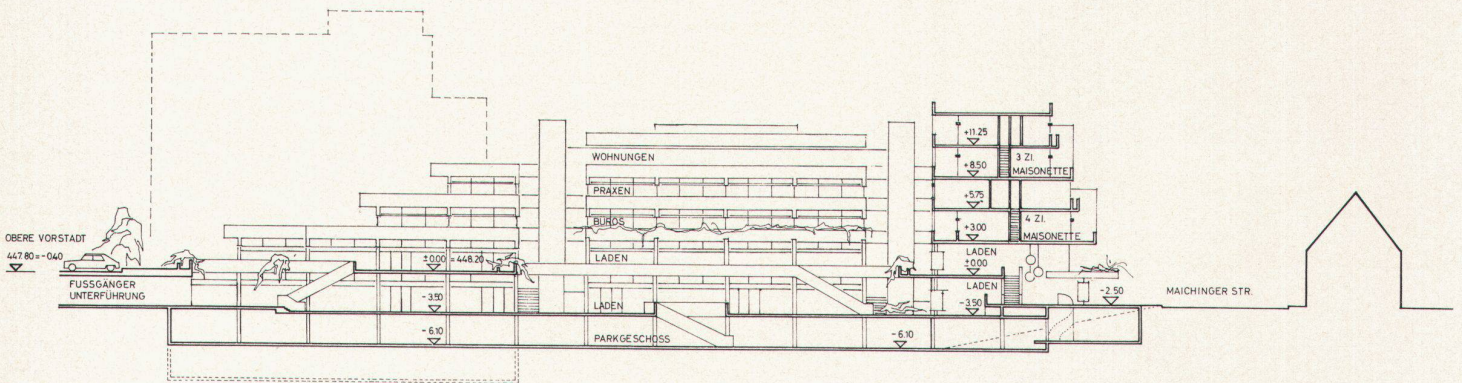 OBERE VORSTADT
447.80 = -0.40
FUSSGÄNGER
UNTERFÜHRUNG
±0.00 = 448.20
-3.50
-6.10
WOHNUNGEN
PRAXEN
BÜROS
LADEN
LADEN
PARKGESCHOSS
-6.10
+11.25
+8.50
3 ZI.
MAISONETTE
+5.75
+3.00
4 ZI.
MAISONETTE
LADEN
±0.00
LADEN
-3.50
-2.50
MAICHINGER STR.